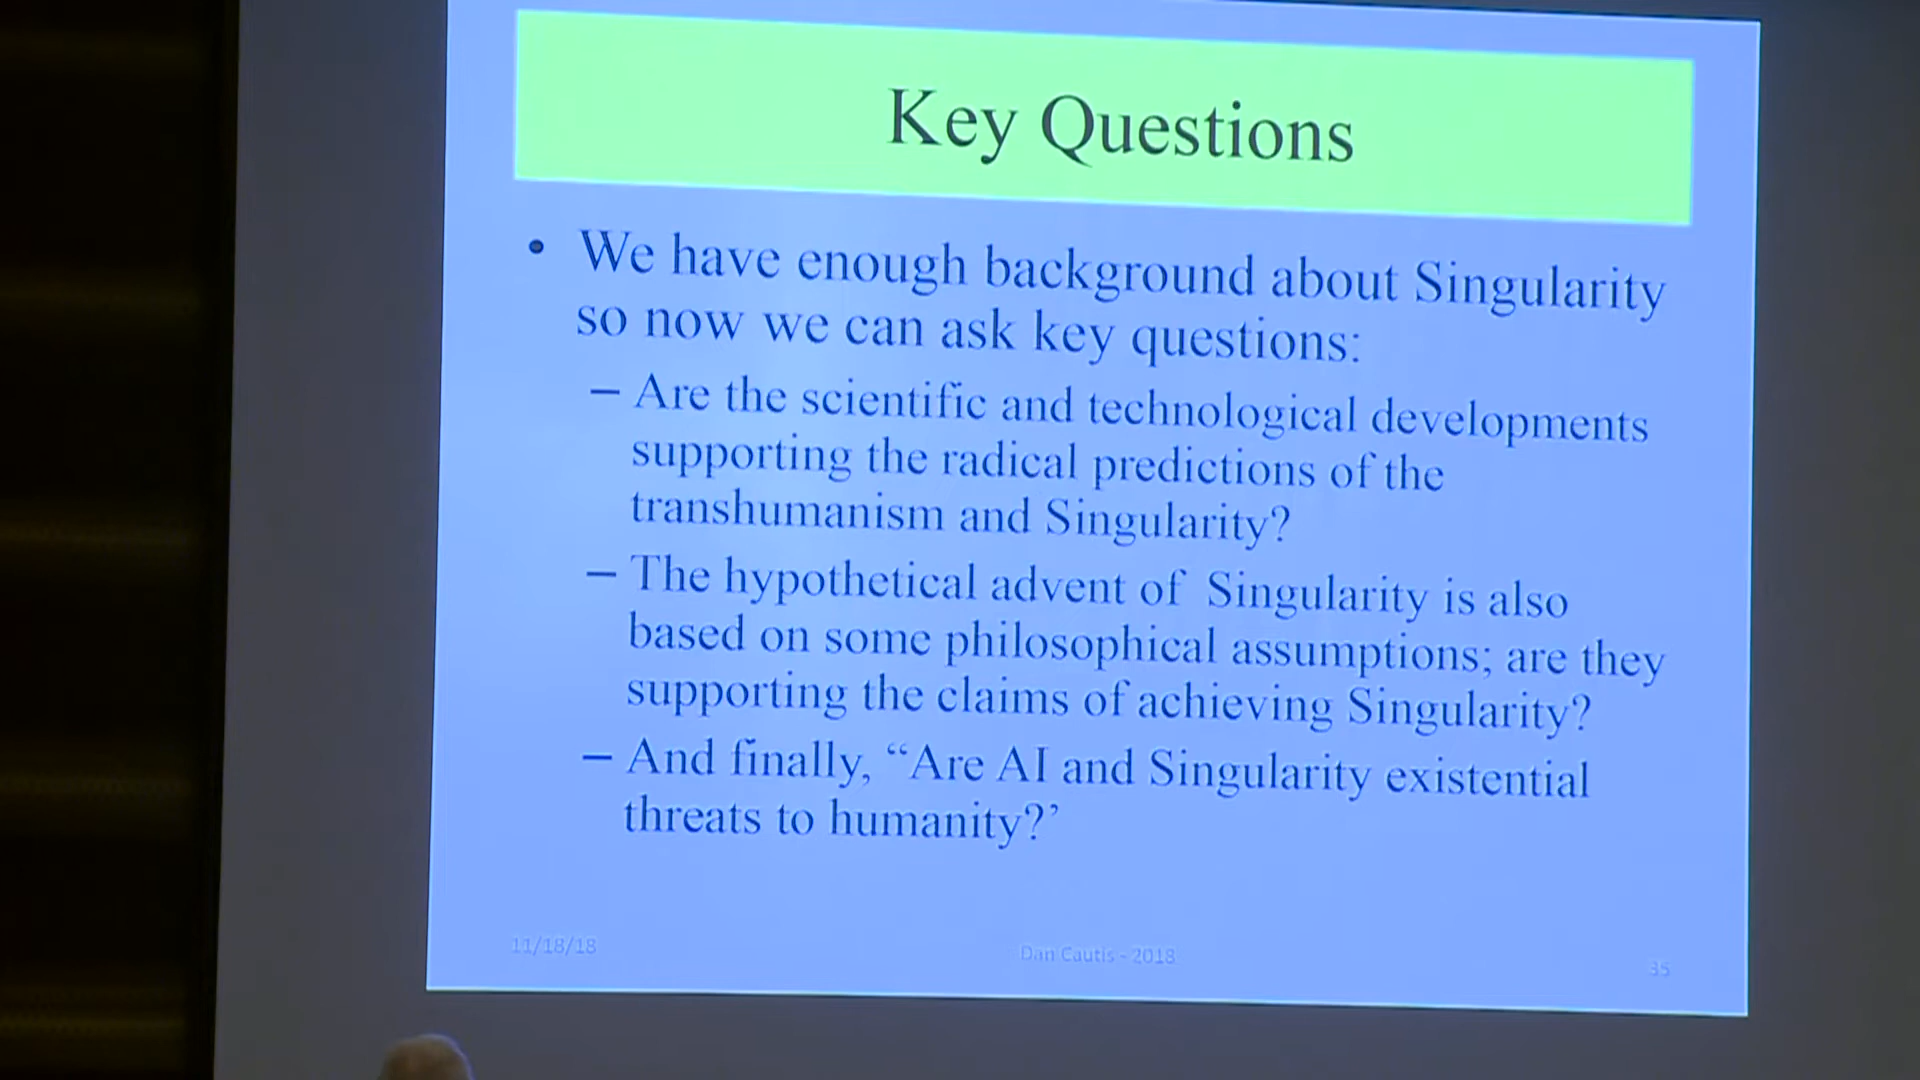 Key Questions
• We have enough background about Singularity
so now we can ask key questions:
– Are the scientific and technological developments
supporting the radical predictions of the
transhumanism and Singularity?
– The hypothetical advent of Singularity is also
based on some philosophical assumptions; are they
supporting the claims of achieving Singularity?
– And finally, “Are AI and Singularity existential
threats to humanity?’
11/18/18
Dan Cautis - 2018
35